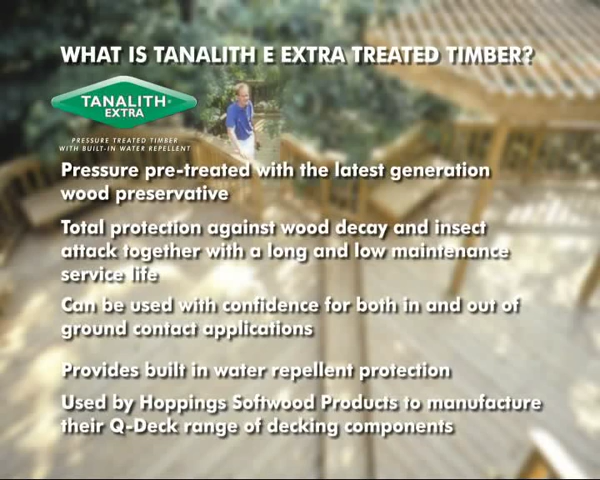 WHAT IS TANALITH E EXTRA TREATED TIMBER?
TANALITH®
EXTRA
PRESSURE TREATED TIMBER
WITH BUILT-IN WATER REPELLENT
Pressure pre-treated with the latest generation
wood preservative
Total protection against wood decay and insect
attack together with a long and low maintenance
service life
Can be used with confidence for both in and out of
ground contact applications
Provides built in water repellent protection
Used by Hoppings Softwood Products to manufacture
their Q-Deck range of decking components